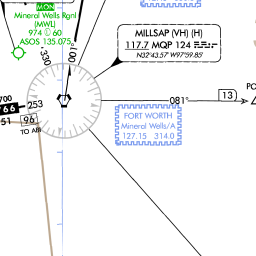 MON
Mineral Wells Rgnl
(MWL)
974 60
ASOS 135.075
330
001°
MILLSAP (VH) (H)
117.7 MQP 124
N32°43.57' W97°59.85'
081°
13
700
66
253
51
96
TO ABI
FORT WORTH
Mineral Wells/A
127.15 314.0